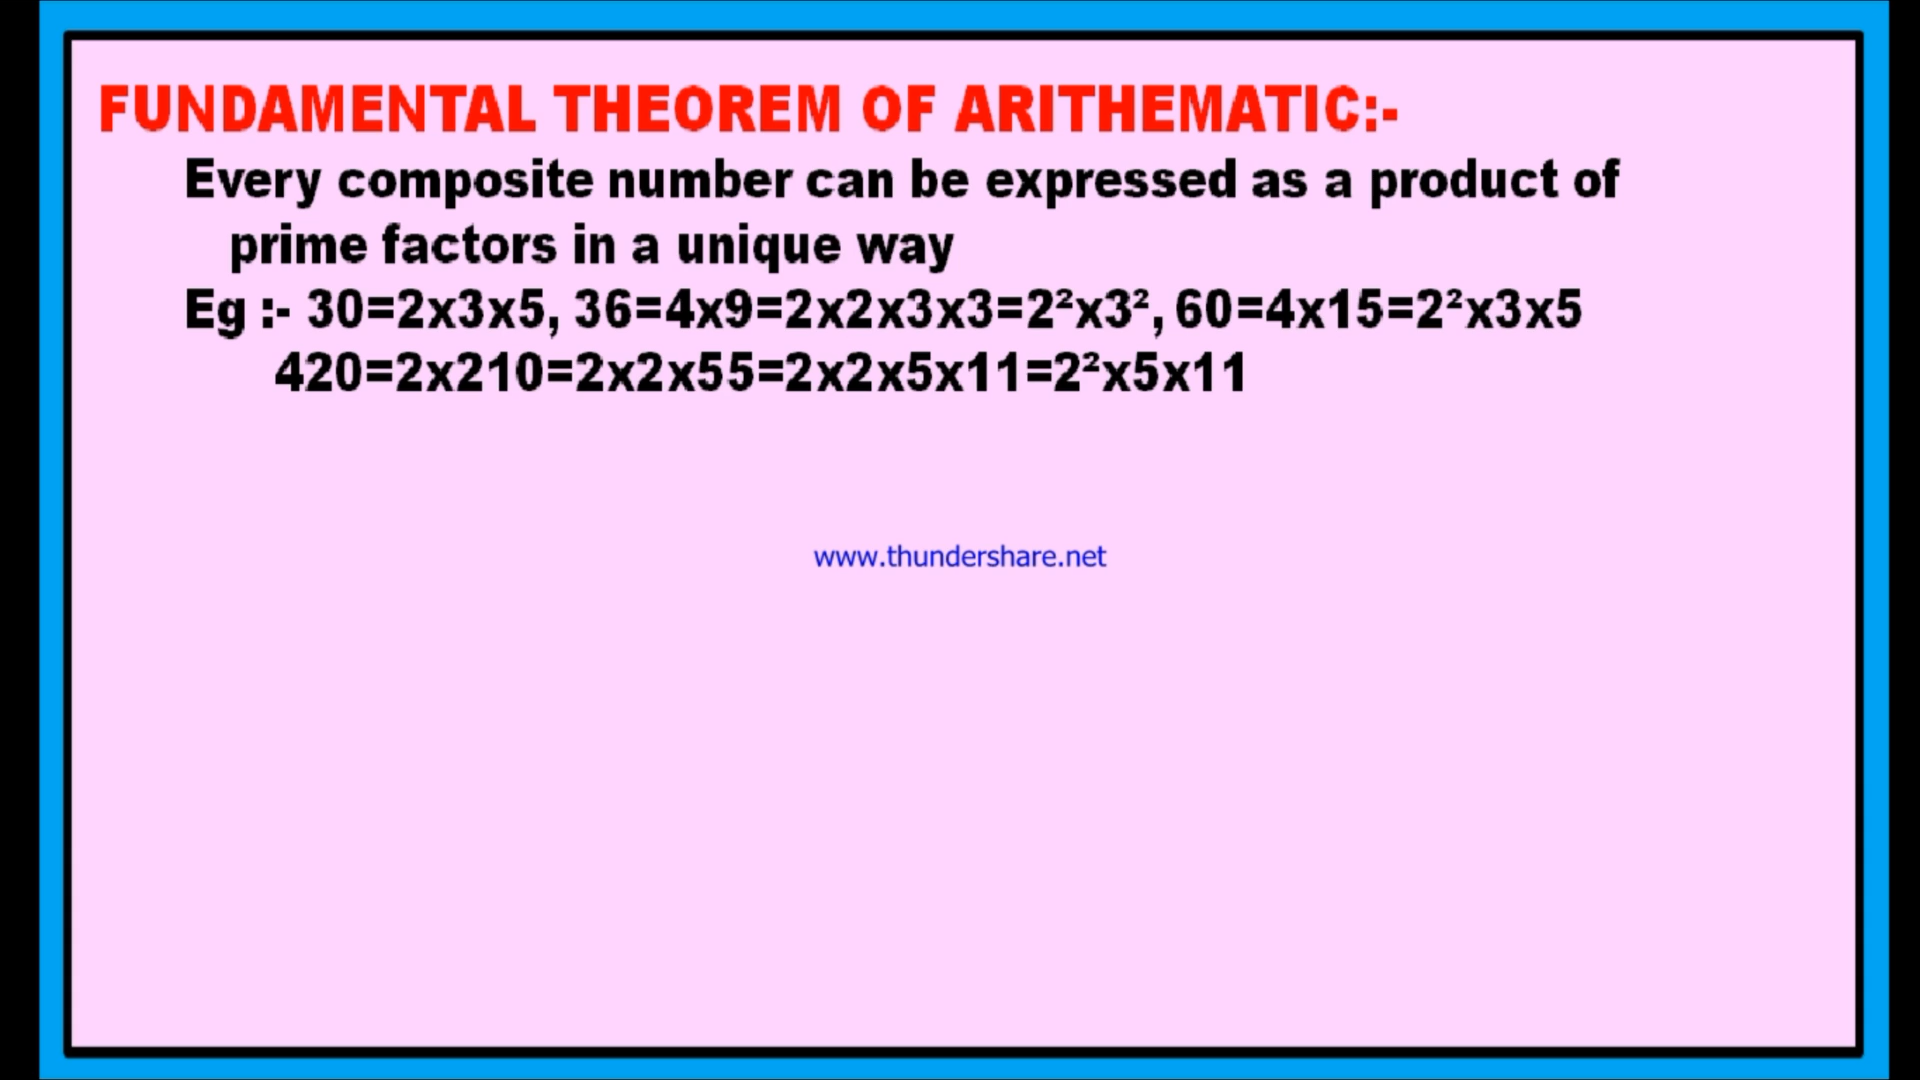 FUNDAMENTAL THEOREM OF ARITHEMATIC:-
Every composite number can be expressed as a product of
prime factors in a unique way
Eg :- 30=2x3x5, 36=4x9=2x2x3x3=2²x3², 60=4x15=2²x3x5
420=2x210=2x2x55=2x2x5x11=2²x5x11
www.thundershare.net